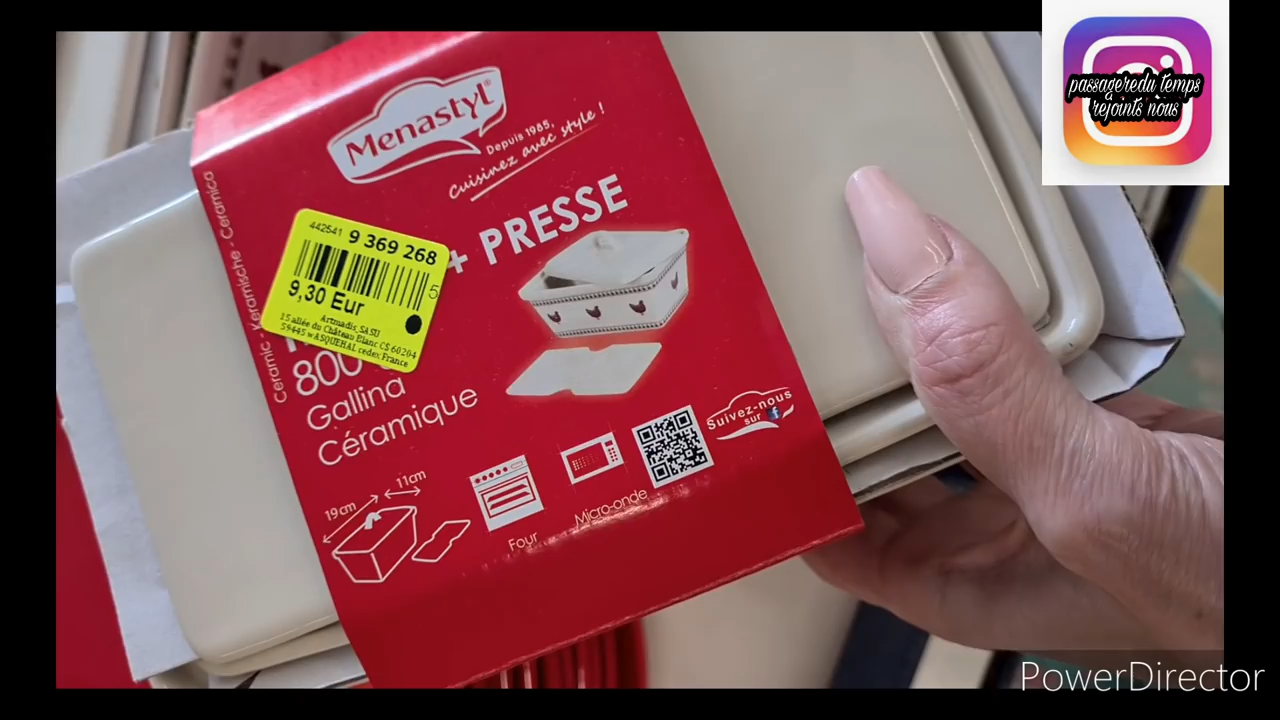 passageredu temps
rejoints nous
Menastyl®
Depuis 1985,
Cuisinez avec style !
+ PRESSE
442541 9 369 268
5
9,30 Eur
Artmadis SASU
15 allée du Château Blanc CS 60204
59445 wASQUEHAL cedex France
800
Gallina
Céramique
Ceramic - Keramische - Ceramica
19cm
11cm
Four
Micro-onde
Suivez-nous
sur f
PowerDirector